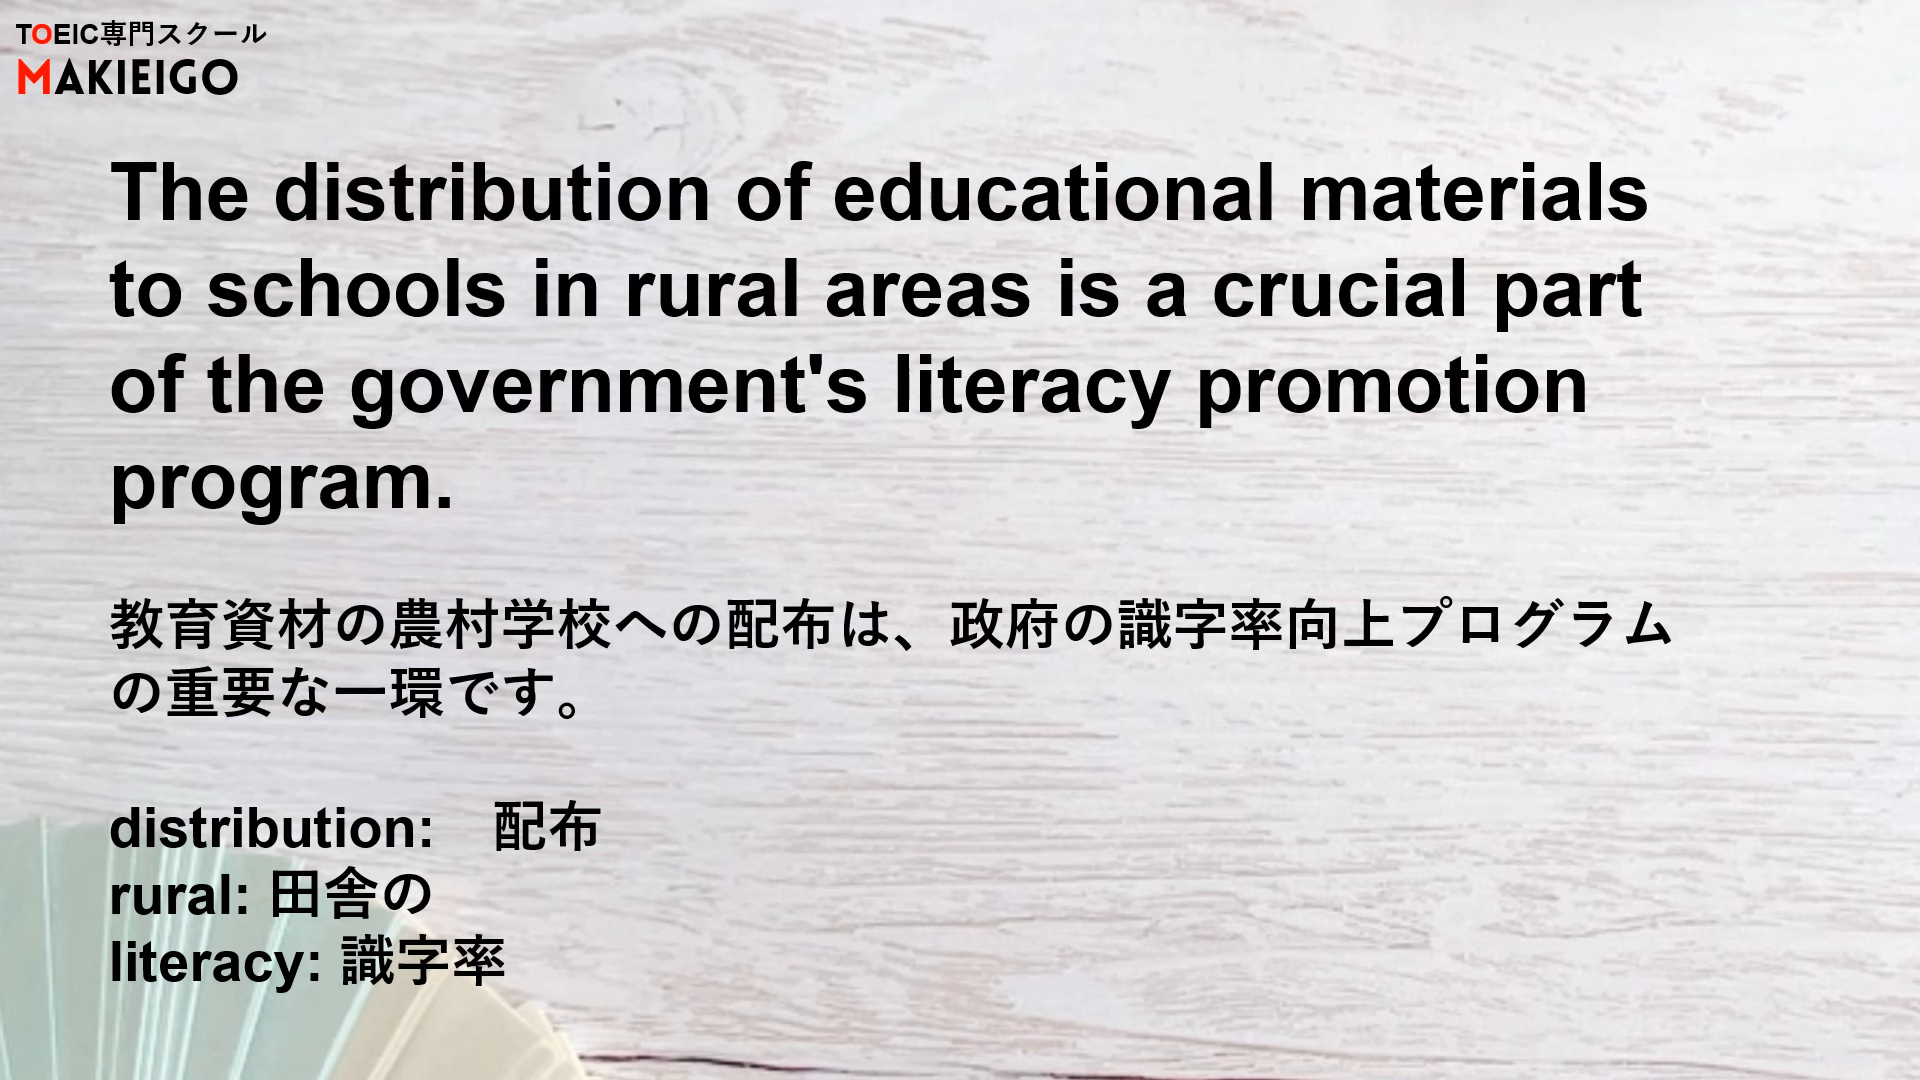 TOEIC専門スクール
MAKIEIGO
The distribution of educational materials
to schools in rural areas is a crucial part
of the government's literacy promotion
program.
教育資材の農村学校への配布は、政府の識字率向上プログラム
の重要な一環です。
distribution:　配布
rural: 田舎の
literacy: 識字率